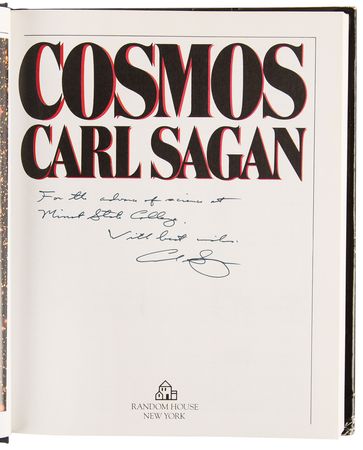 COSMOS
CARL SAGAN
For the advance of science at
Minot State College.
With best wishes.
RANDOM HOUSE
NEW YORK